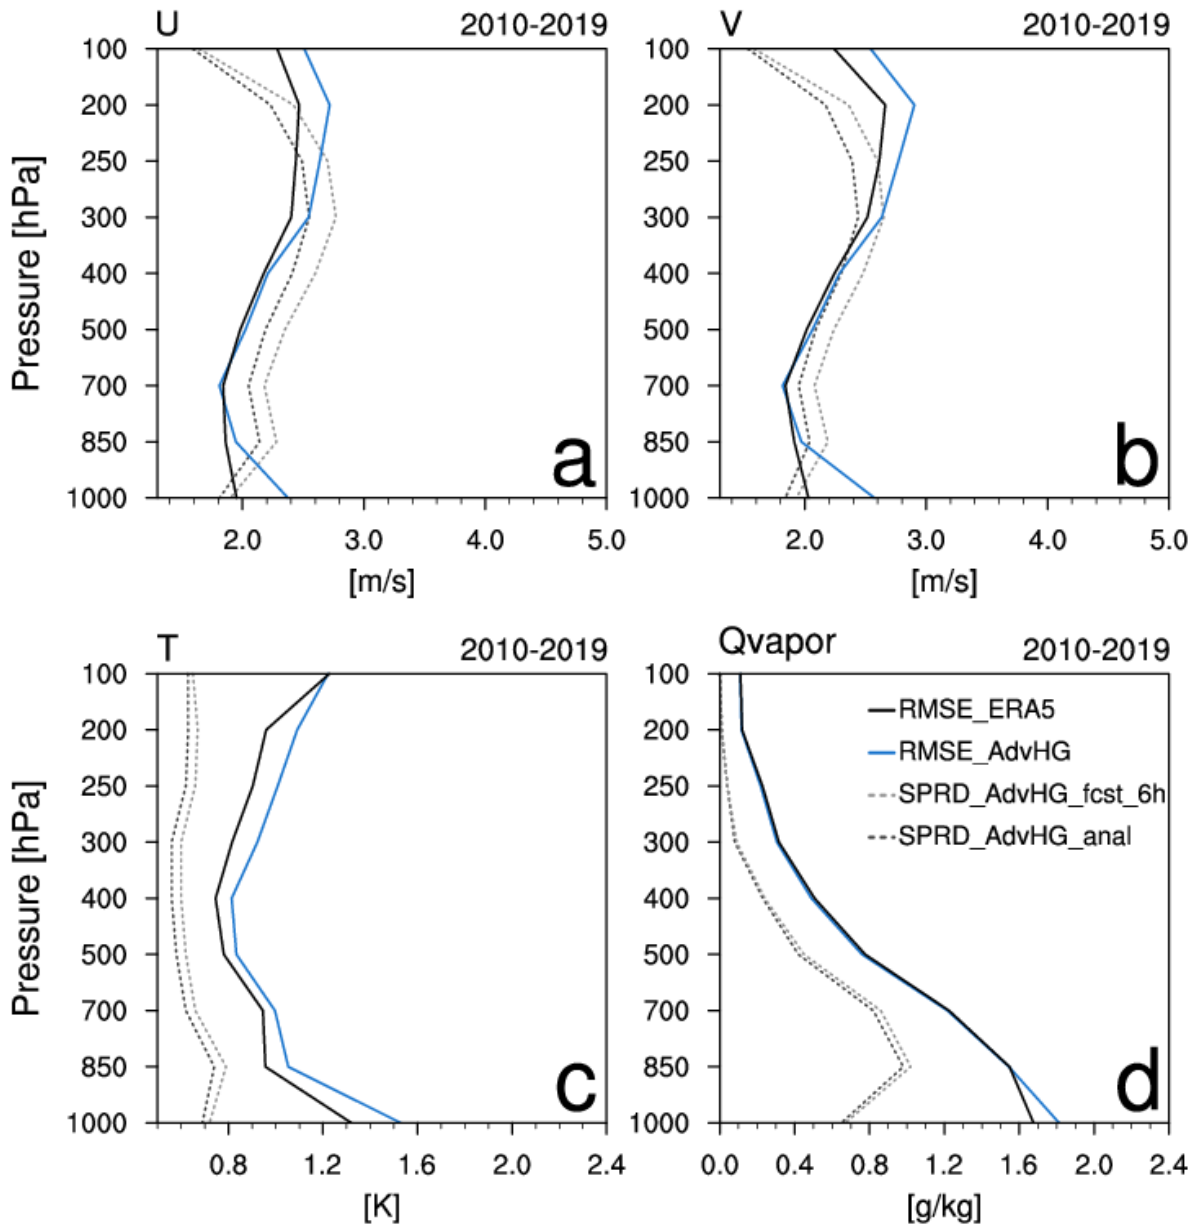 U 2010-2019
V 2010-2019
Pressure [hPa]
100
200
250
300
400
500
700
850
1000
a
2.0 3.0 4.0 5.0
[m/s]
100
200
250
300
400
500
700
850
1000
b
2.0 3.0 4.0 5.0
[m/s]
T 2010-2019
Qvapor 2010-2019
Pressure [hPa]
100
200
250
300
400
500
700
850
1000
c
0.8 1.2 1.6 2.0 2.4
[K]
100
200
250
300
400
500
700
850
1000
RMSE_ERA5
RMSE_AdvHG
SPRD_AdvHG_fcst_6h
SPRD_AdvHG_anal
d
0.0 0.4 0.8 1.2 1.6 2.0 2.4
[g/kg]